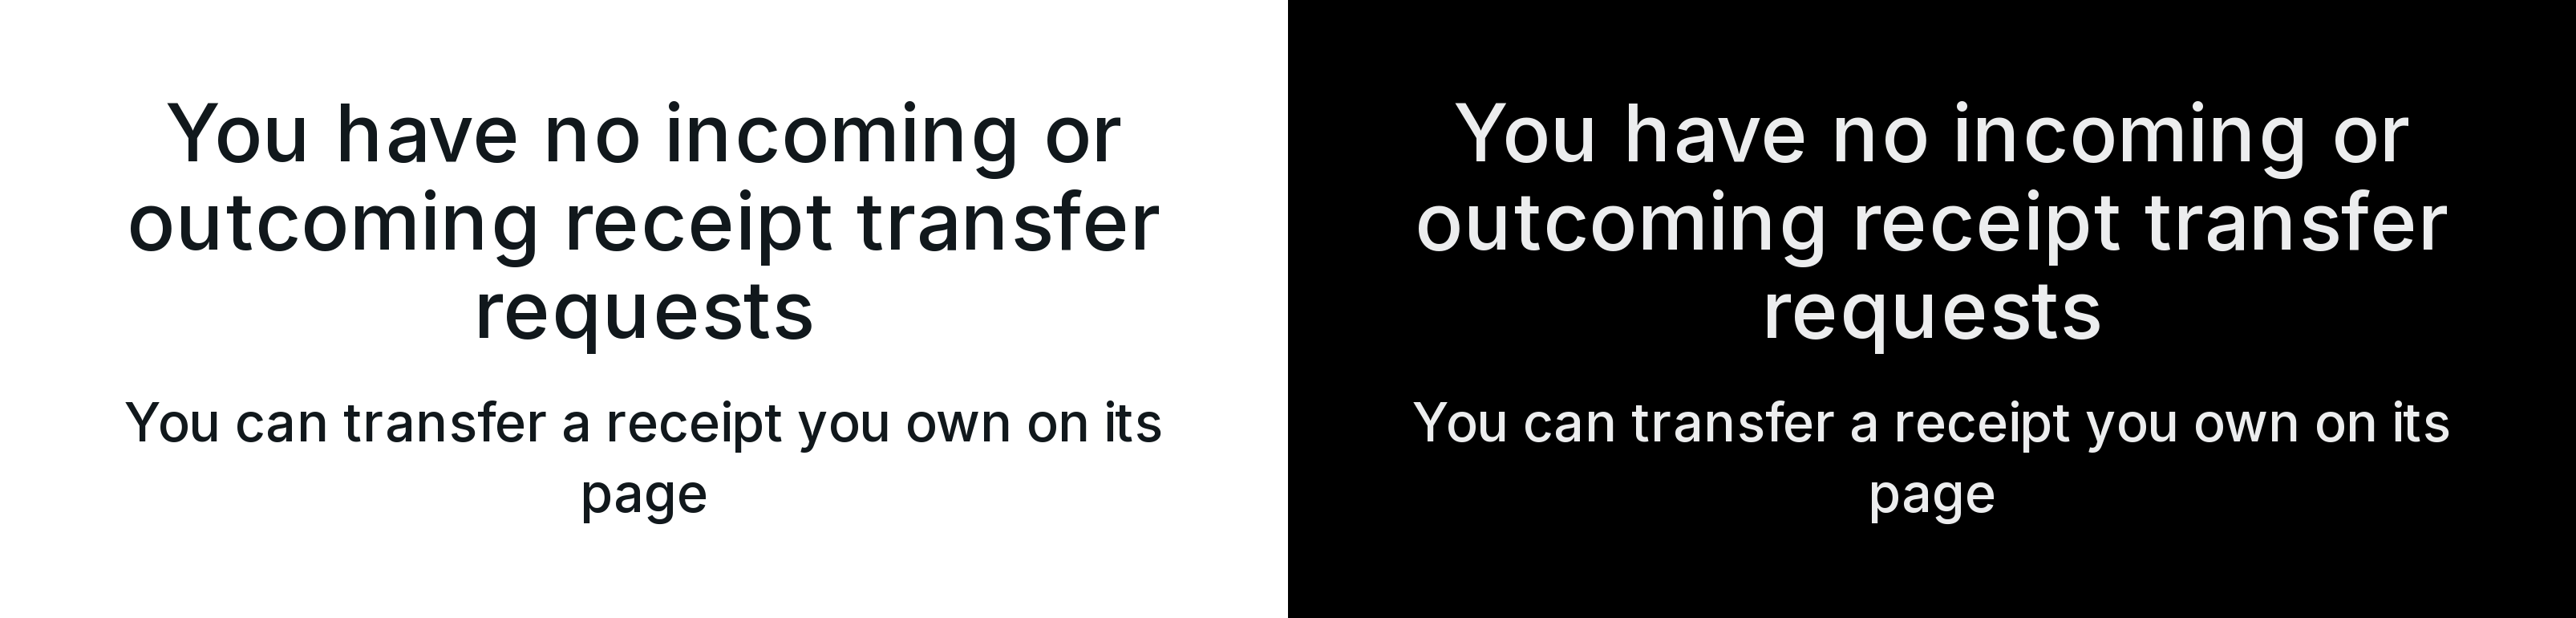 You have no incoming or
outcoming receipt transfer
requests
You can transfer a receipt you own on its
page
You have no incoming or
outcoming receipt transfer
requests
You can transfer a receipt you own on its
page